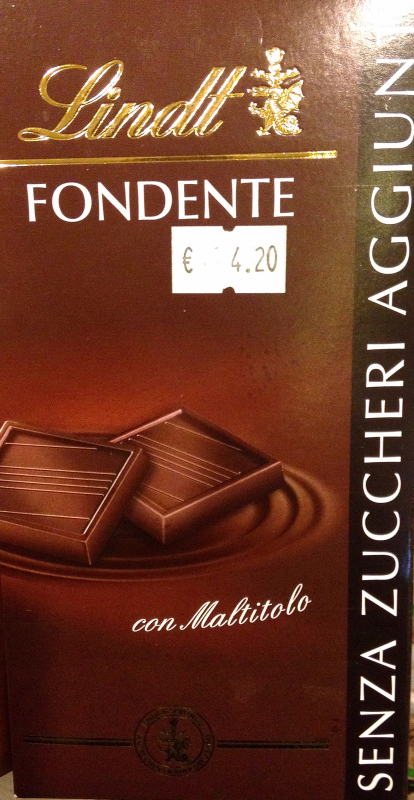 Lindt
FONDENTE
€ 4.20
con Maltitolo
SENZA ZUCCHERI AGGIUN